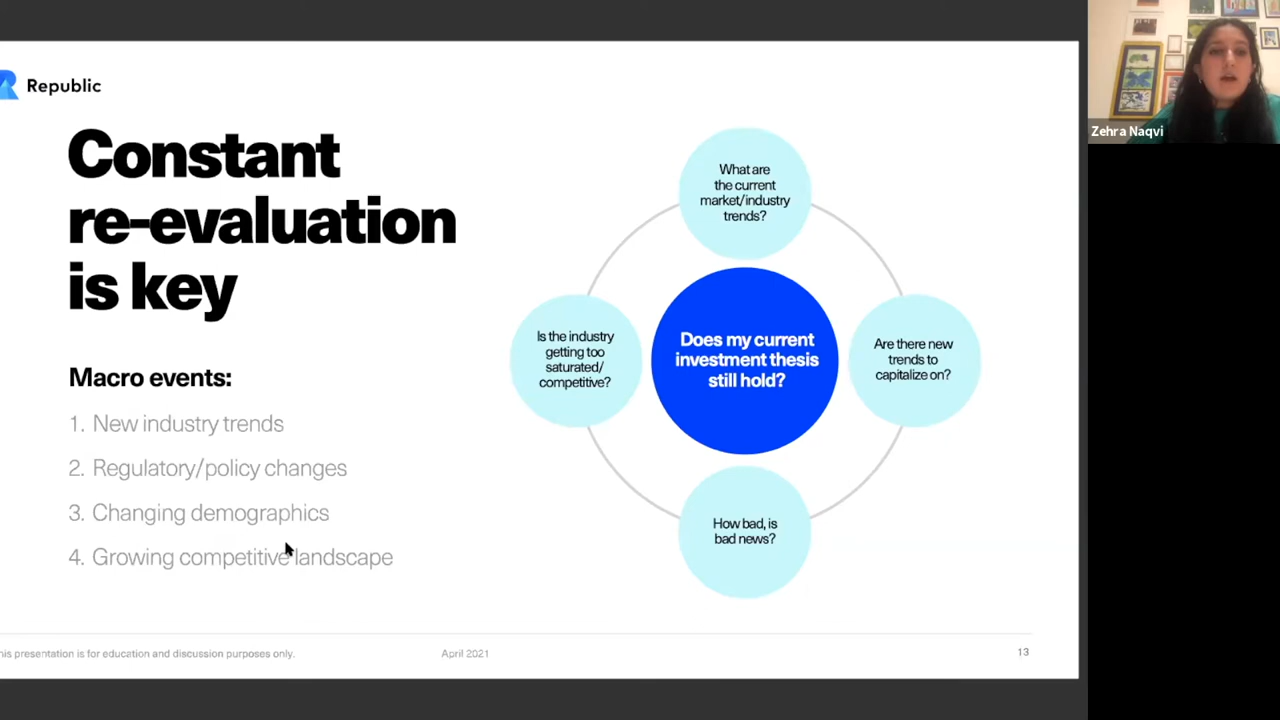 Republic
Constant
re-evaluation
is key
Macro events:
1. New industry trends
2. Regulatory/policy changes
3. Changing demographics
4. Growing competitive landscape
What are
the current
market/industry
trends?
Is the industry
getting too
saturated/
competitive?
Does my current
investment thesis
still hold?
Are there new
trends to
capitalize on?
How bad, is
bad news?
his presentation is for education and discussion purposes only.
April 2021
13
Zehra Naqvi